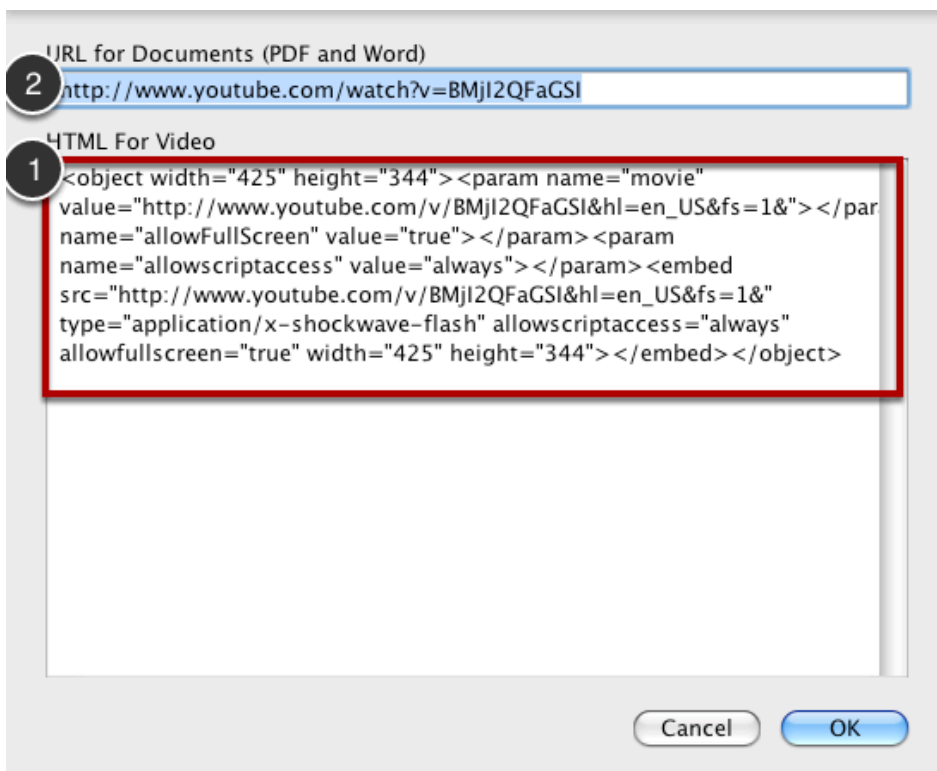 URL for Documents (PDF and Word)
2
http://www.youtube.com/watch?v=BMjI2QFaGSI
HTML For Video
1
<object width="425" height="344"><param name="movie"
value="http://www.youtube.com/v/BMjI2QFaGSI&hl=en_US&fs=1&"></par
name="allowFullScreen" value="true"></param><param
name="allowscriptaccess" value="always"></param><embed
src="http://www.youtube.com/v/BMjI2QFaGSI&hl=en_US&fs=1&"
type="application/x-shockwave-flash" allowscriptaccess="always"
allowfullscreen="true" width="425" height="344"></embed></object>
Cancel
OK